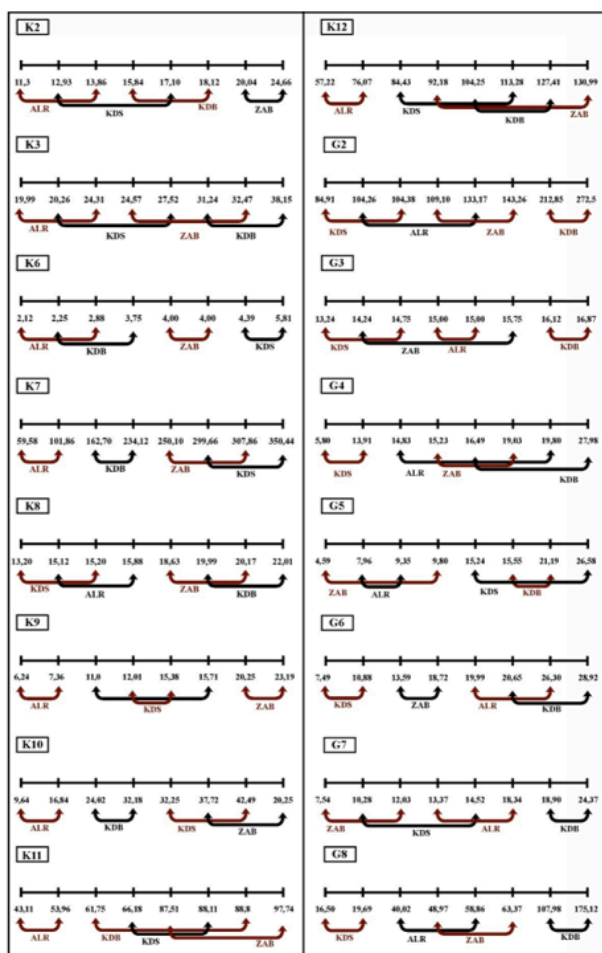 K2
11,3 12,93 13,86 15,84 17,10 18,12 20,04 24,66
ALR KDS KDB ZAB
K3
19,99 20,26 24,31 24,57 27,52 31,24 32,47 38,15
ALR KDS ZAB KDB
K6
2,12 2,25 2,88 3,75 4,00 4,00 4,39 5,81
ALR KDB ZAB KDS
K7
59,58 101,86 162,70 234,12 250,10 299,66 307,86 350,44
ALR KDB ZAB KDS
K8
13,20 15,12 15,20 15,88 18,63 19,99 20,17 22,01
KDS ALR ZAB KDB
K9
6,24 7,36 11,0 12,01 15,38 15,71 20,25 23,19
ALR KDS ZAB
K10
9,64 16,84 24,02 32,18 32,25 37,72 42,49 20,25
ALR KDB KDS ZAB
K11
43,11 53,96 61,75 66,18 87,51 88,11 88,8 97,74
ALR KDB KDS ZAB
K12
57,22 76,07 84,43 92,18 104,25 113,28 127,41 130,99
ALR KDS KDB ZAB
G2
84,91 104,26 104,38 109,10 133,17 143,26 212,85 272,5
KDS ALR ZAB KDB
G3
13,24 14,24 14,75 15,00 15,00 15,75 16,12 16,87
KDS ZAB ALR KDB
G4
5,80 13,91 14,83 15,23 16,49 19,03 19,80 27,98
KDS ALR ZAB KDB
G5
4,59 7,96 9,35 9,80 15,24 15,55 21,19 26,58
ZAB ALR KDS KDB
G6
7,49 10,88 13,59 18,72 19,99 20,65 26,30 28,92
KDS ZAB ALR KDB
G7
7,54 10,28 12,03 13,37 14,52 18,34 18,90 24,37
ZAB KDS ALR KDB
G8
16,50 19,69 40,02 48,97 58,86 63,37 107,98 175,12
KDS ALR ZAB KDB